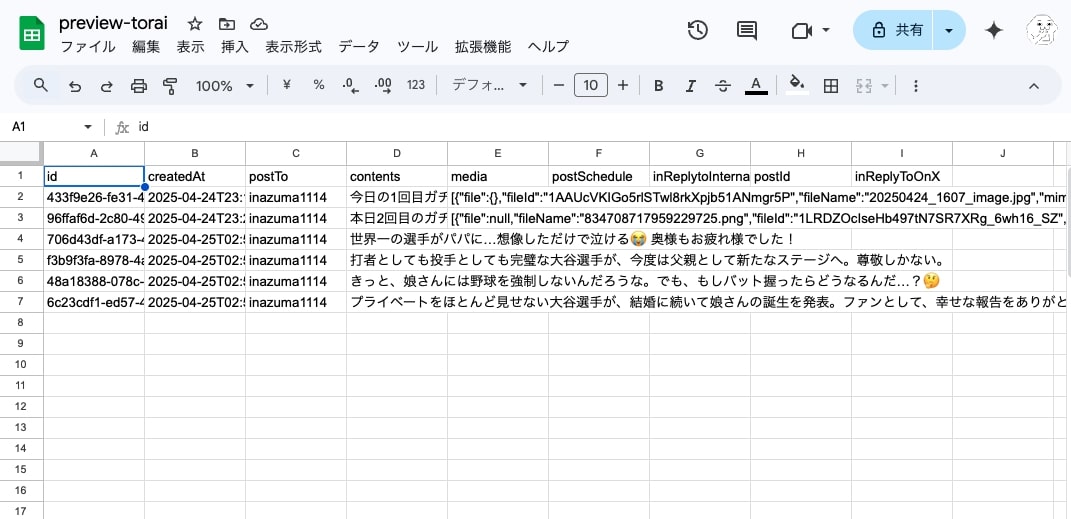 preview-torai
ファイル 編集 表示 挿入 表示形式 データ ツール 拡張機能 ヘルプ
共有
100% ¥ % .0 .00 123 デフォ... 10 B I S A
A1 fx id
A B C D E F G H I J
1 id createdAt postTo contents media postSchedule inReplytoInterna postId inReplyToOnX
2 433f9e26-fe31-4 2025-04-24T23: inazuma1114 今日の1回目ガチ [{"file":{},"fileId":"1AAUcVKlGo5rlSTwl8rkXpjb51ANmgr5P","fileName":"20250424_1607_image.jpg","mim
3 96ffaf6d-2c80-49 2025-04-24T23:2 inazuma1114 本日2回目のガチ [{"file":null,"fileName":"834708717959229725.png","fileId":"1LRDZOclseHb497tN7SR7XRg_6wh16_SZ",
4 706d43df-a173-4 2025-04-25T02: inazuma1114 世界一の選手がパパに…想像しただけで泣ける😭 奥様もお疲れ様でした！
5 f3b9f3fa-8978-4a 2025-04-25T02: inazuma1114 打者としても投手としても完璧な大谷選手が、今度は父親として新たなステージへ。尊敬しかない。
6 48a18388-078c- 2025-04-25T02: inazuma1114 きっと、娘さんには野球を強制しないんだろうな。でも、もしバット握ったらどうなるんだ…？🤔
7 6c23cdf1-ed57-4 2025-04-25T02: inazuma1114 プライベートをほとんど見せない大谷選手が、結婚に続いて娘さんの誕生を発表。ファンとして、幸せな報告をありがと
8
9
10
11
12
13
14
15
16
17